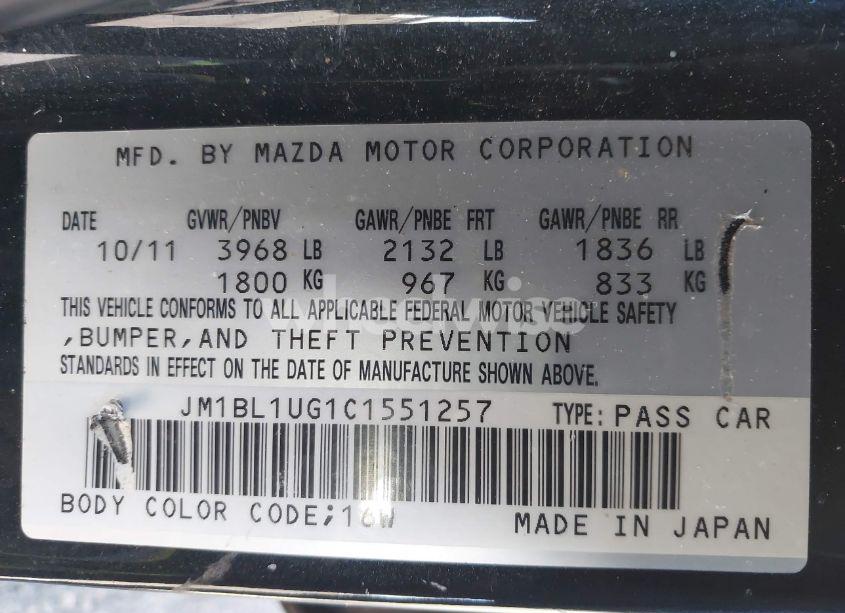 MFD. BY MAZDA MOTOR CORPORATION
DATE GVWR/PNBV GAWR/PNBE FRT GAWR/PNBE RR
10/11 3968 LB 2132 LB 1836 LB
1800 KG 967 KG 833 KG
THIS VEHICLE CONFORMS TO ALL APPLICABLE FEDERAL MOTOR VEHICLE SAFETY
,BUMPER,AND THEFT PREVENTION
STANDARDS IN EFFECT ON THE DATE OF MANUFACTURE SHOWN ABOVE.
JM1BL1UG1C1551257 TYPE: PASS CAR
BODY COLOR CODE;16W
MADE IN JAPAN